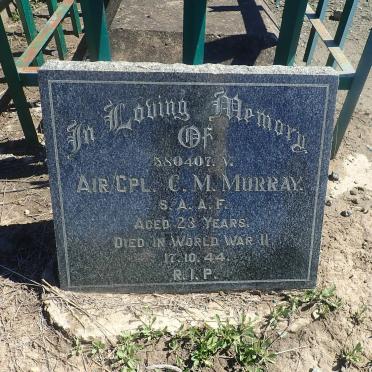 In Loving Memory
Of
580407. V.
AIR CPL. C. M. MURRAY.
S. A. A. F.
AGED 23 YEARS.
DIED IN WORLD WAR II
17. 10. 44.
R. I. P.